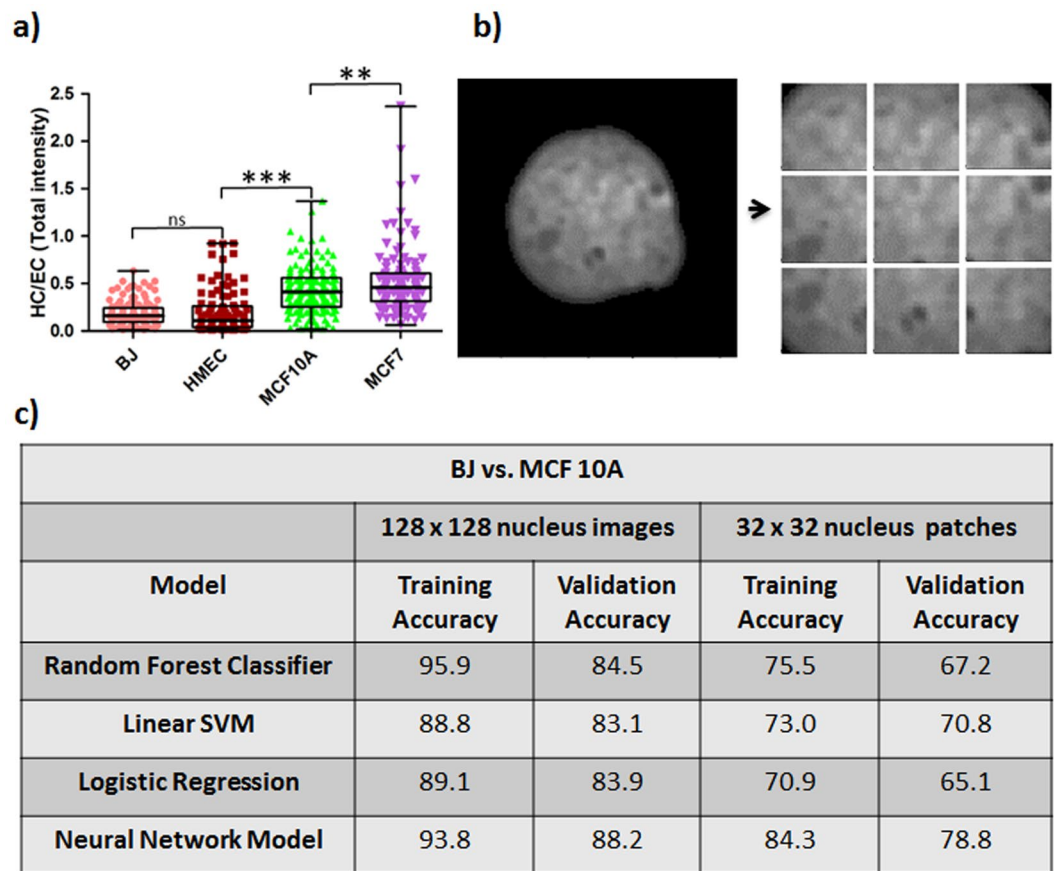 a)
b)
HC/EC (Total intensity)
2.5
2.0
1.5
1.0
0.5
0.0
ns
***
**
BJ
HMEC
MCF10A
MCF7
c)
BJ vs. MCF 10A
128 x 128 nucleus images 32 x 32 nucleus patches
Model Training Accuracy Validation Accuracy Training Accuracy Validation Accuracy
Random Forest Classifier 95.9 84.5 75.5 67.2
Linear SVM 88.8 83.1 73.0 70.8
Logistic Regression 89.1 83.9 70.9 65.1
Neural Network Model 93.8 88.2 84.3 78.8